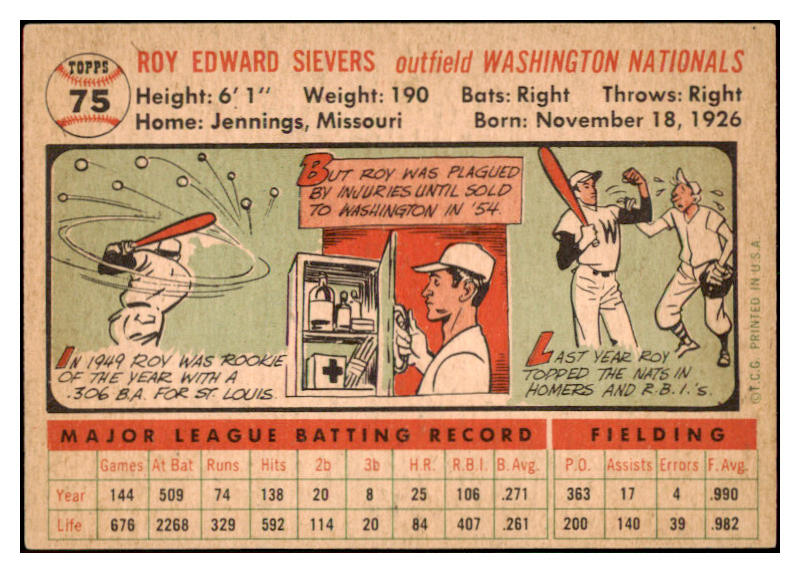 TOPPS
75
ROY EDWARD SIEVERS outfield WASHINGTON NATIONALS
Height: 6' 1" Weight: 190 Bats: Right Throws: Right
Home: Jennings, Missouri Born: November 18, 1926
IN 1949 ROY WAS ROOKIE
OF THE YEAR WITH A
.306 B.A. FOR ST. LOUIS.
BUT ROY WAS PLAGUED
BY INJURIES UNTIL SOLD
TO WASHINGTON IN '54.
W
LAST YEAR ROY
TOPPED THE NATS IN
HOMERS AND R.B.I.'s.
©T.C.G. PRINTED IN U.S.A.
MAJOR LEAGUE BATTING RECORD FIELDING
Games At Bat Runs Hits 2b 3b H.R. R.B.I. B. Avg. P.O. Assists Errors F. Avg.
Year 144 509 74 138 20 8 25 106 .271 363 17 4 .990
Life 676 2268 329 592 114 20 84 407 .261 200 140 39 .982